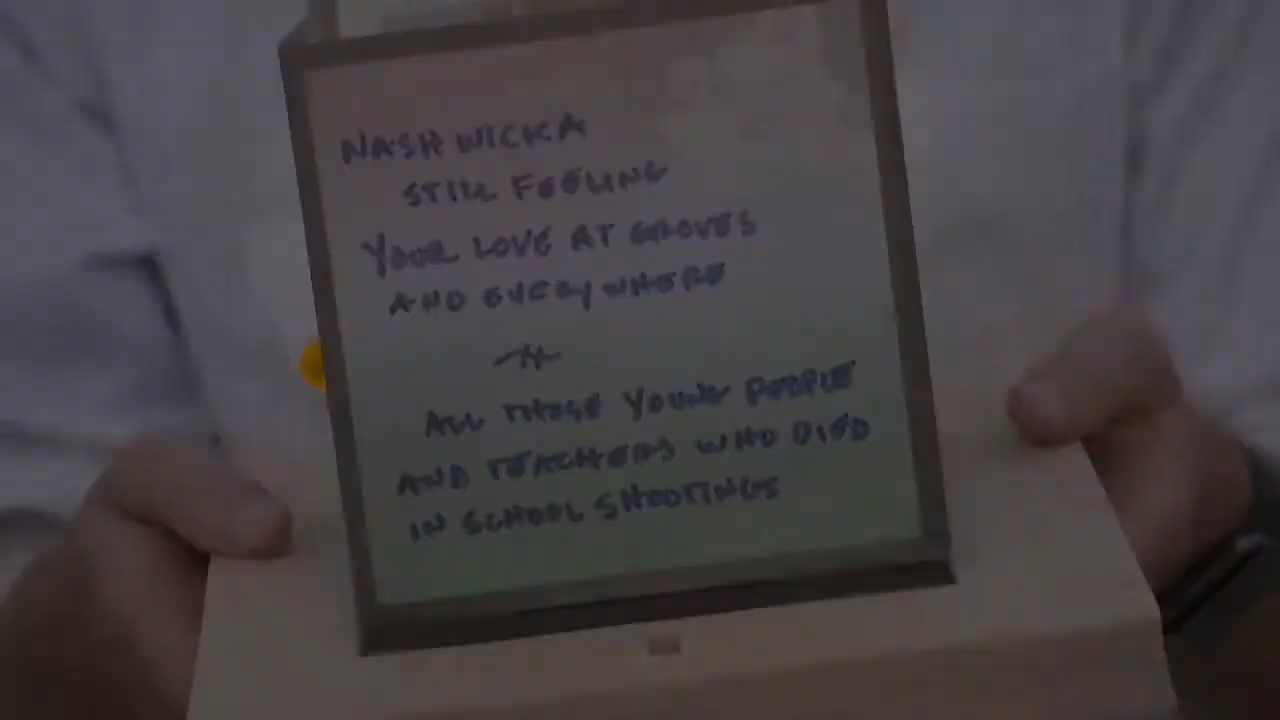 NASH WICKA
STILL FEELING
YOUR LOVE AT GROVES
AND EVERYWHERE
ALL THOSE YOUNG PEOPLE
AND TEACHERS WHO DIED
IN SCHOOL SHOOTINGS